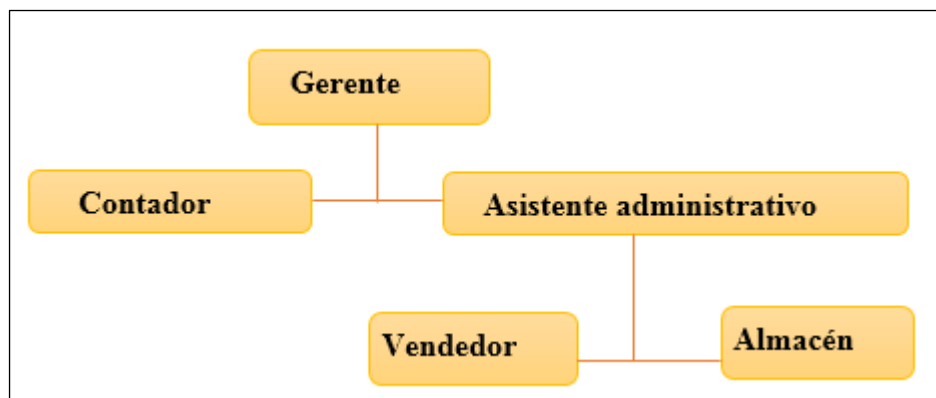 Gerente
Contador
Asistente administrativo
Vendedor
Almacén